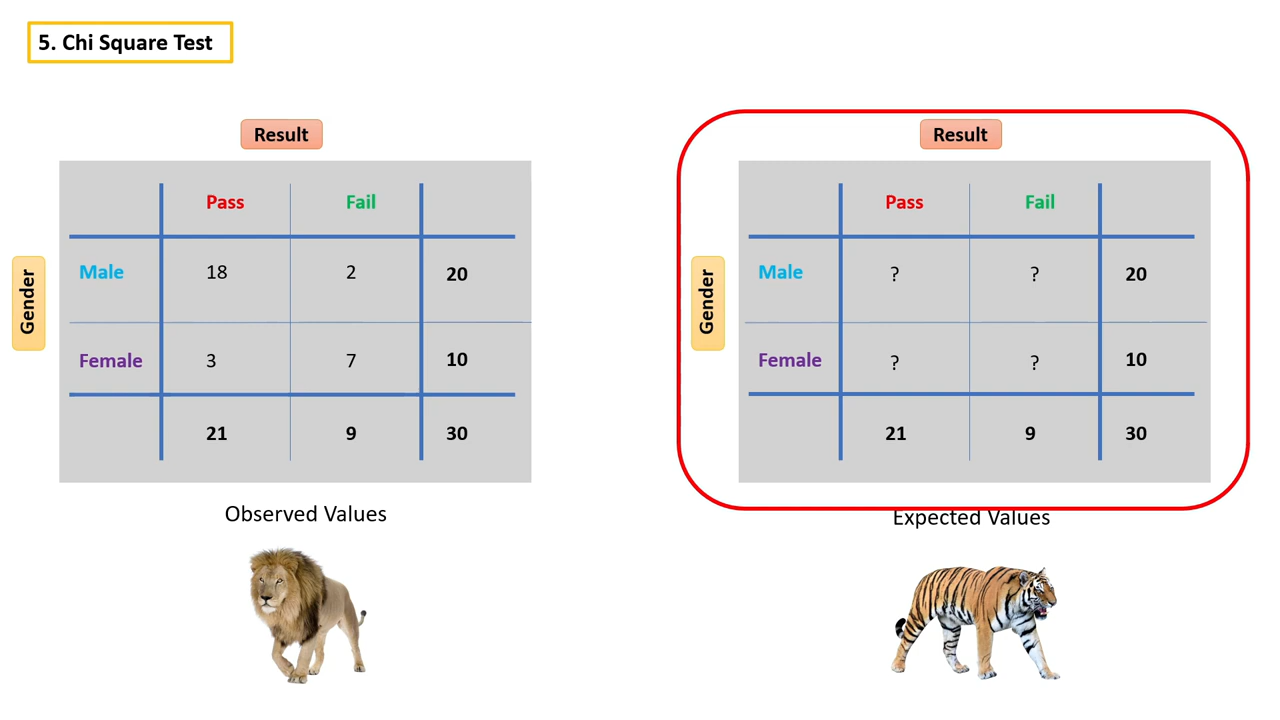 5. Chi Square Test
Result
Pass Fail
Gender
Male 18 2 20
Female 3 7 10
21 9 30
Observed Values
Result
Pass Fail
Gender
Male ? ? 20
Female ? ? 10
21 9 30
Expected Values